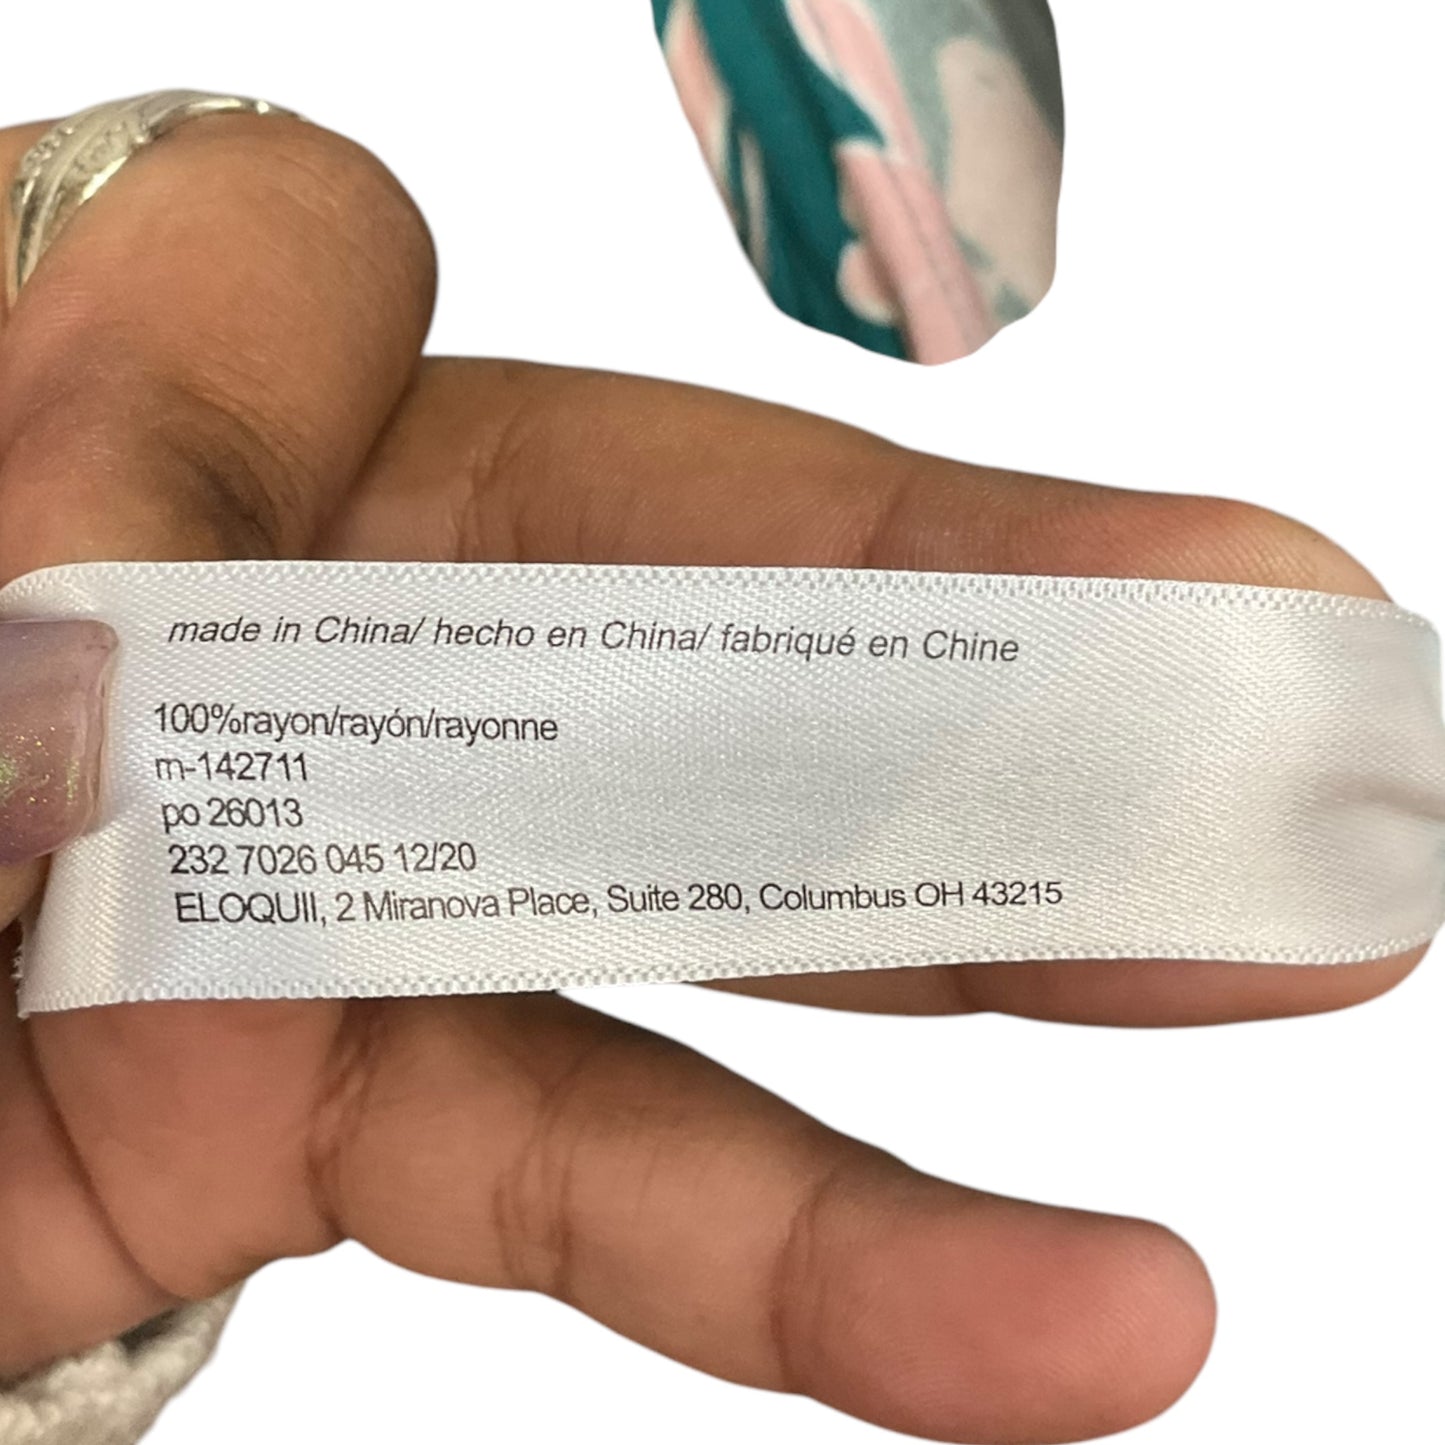 made in China/ hecho en China/ fabriqué en Chine
100%rayon/rayón/rayonne
m-142711
po 26013
232 7026 045 12/20
ELOQUII, 2 Miranova Place, Suite 280, Columbus OH 43215